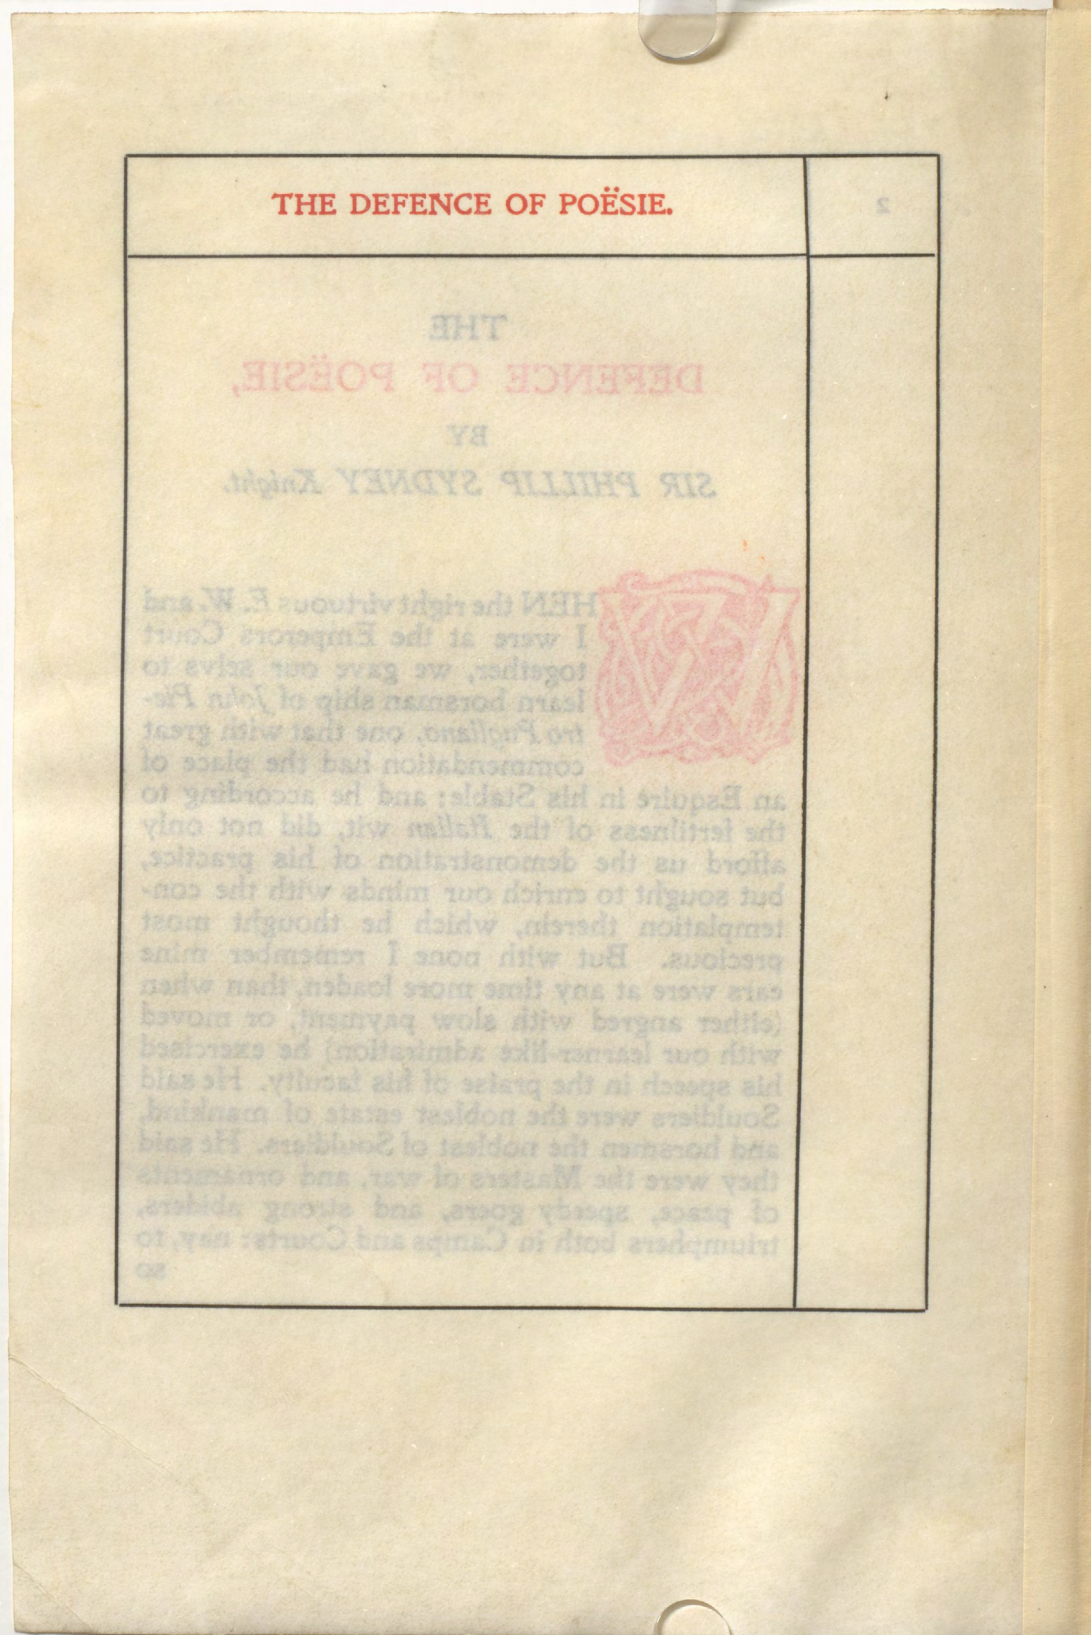 THE DEFENCE OF POËSIE.
2
THE
DEFENCE OF POËSIE,
BY
SIR PHILLIP SYDNEY Knight.
WHEN the right virtuous E. W. and
I were at the Emperors Court
together, we gave our selvs to
learn horsman ship of John Pie-
tro Pugliano, one that with great
commendation had the place of
an Esquire in his Stable: and he according to
the fertilness of the Italian wit, did not only
afford us the demonstration of his practice,
but sought to enrich our minds with the con-
templation therein, which he thought most
precious. But with none I remember mine
ears were at any time more loaden, than when
(either angred with slow payment, or moved
with our learner-like admiration) he exercised
his speech in the praise of his faculty. He said
Souldiers were the noblest estate of mankind,
and horsmen the noblest of Souldiers. He said
they were the Masters of war, and ornaments
of peace, speedy goers, and strong abiders,
triumphers both in Camps and Courts: nay, to
so